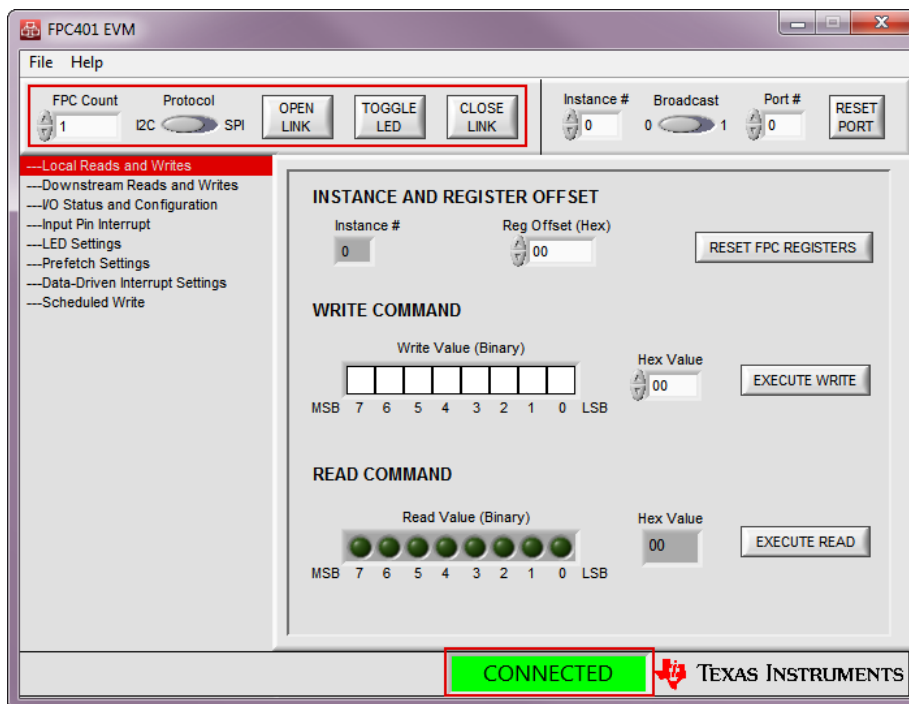 FPC401 EVM
File Help
FPC Count Protocol
1 I2C SPI
OPEN LINK
TOGGLE LED
CLOSE LINK
Instance # Broadcast Port #
0 0 1 0
RESET PORT
---Local Reads and Writes
---Downstream Reads and Writes
---I/O Status and Configuration
---Input Pin Interrupt
---LED Settings
---Prefetch Settings
---Data-Driven Interrupt Settings
---Scheduled Write
INSTANCE AND REGISTER OFFSET
Instance # Reg Offset (Hex)
0 00 RESET FPC REGISTERS
WRITE COMMAND
Write Value (Binary) Hex Value
00 EXECUTE WRITE
MSB 7 6 5 4 3 2 1 0 LSB
READ COMMAND
Read Value (Binary) Hex Value
00 EXECUTE READ
MSB 7 6 5 4 3 2 1 0 LSB
CONNECTED
TEXAS INSTRUMENTS